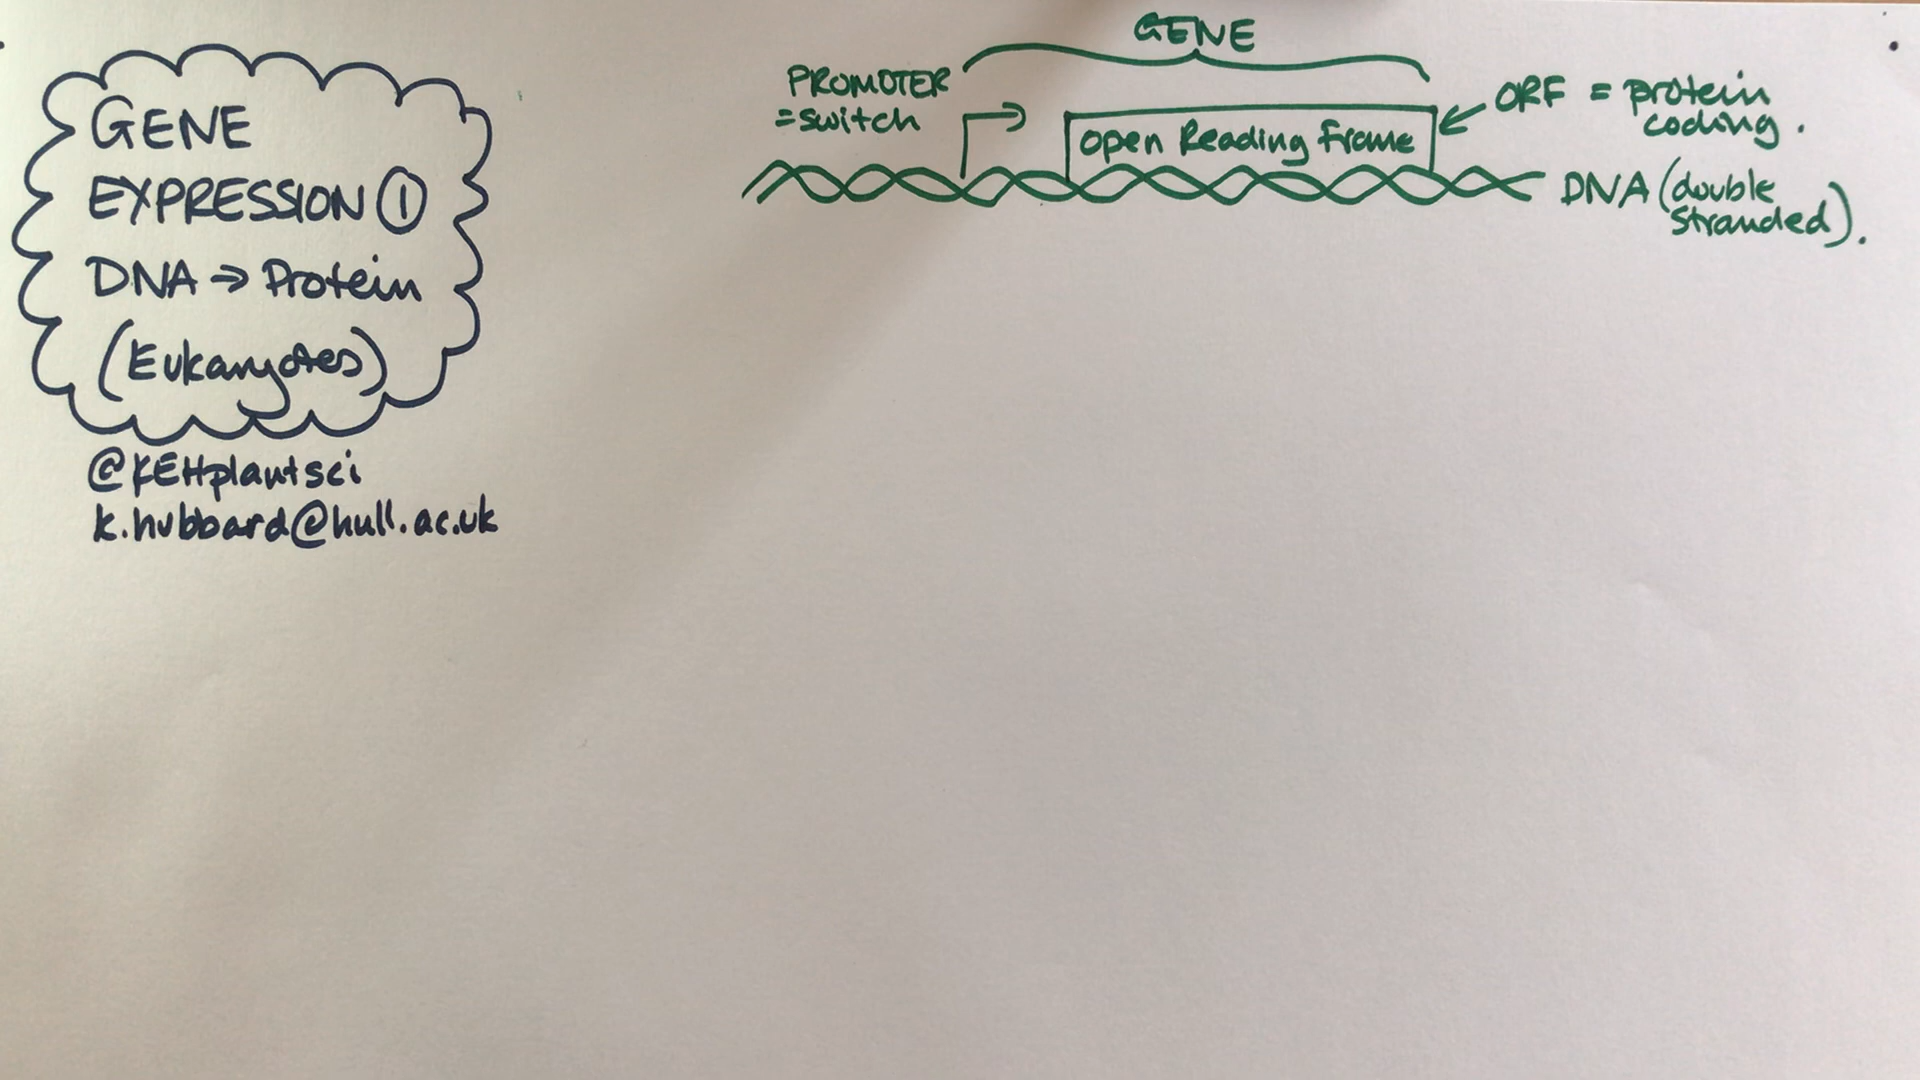 GENE
EXPRESSION ①
DNA → Protein
(Eukaryotes)
@KEHplantsci
k.hubbard@hull.ac.uk
GENE
PROMOTER
=switch
Open Reading Frame
ORF = protein
coding.
DNA (double
stranded).